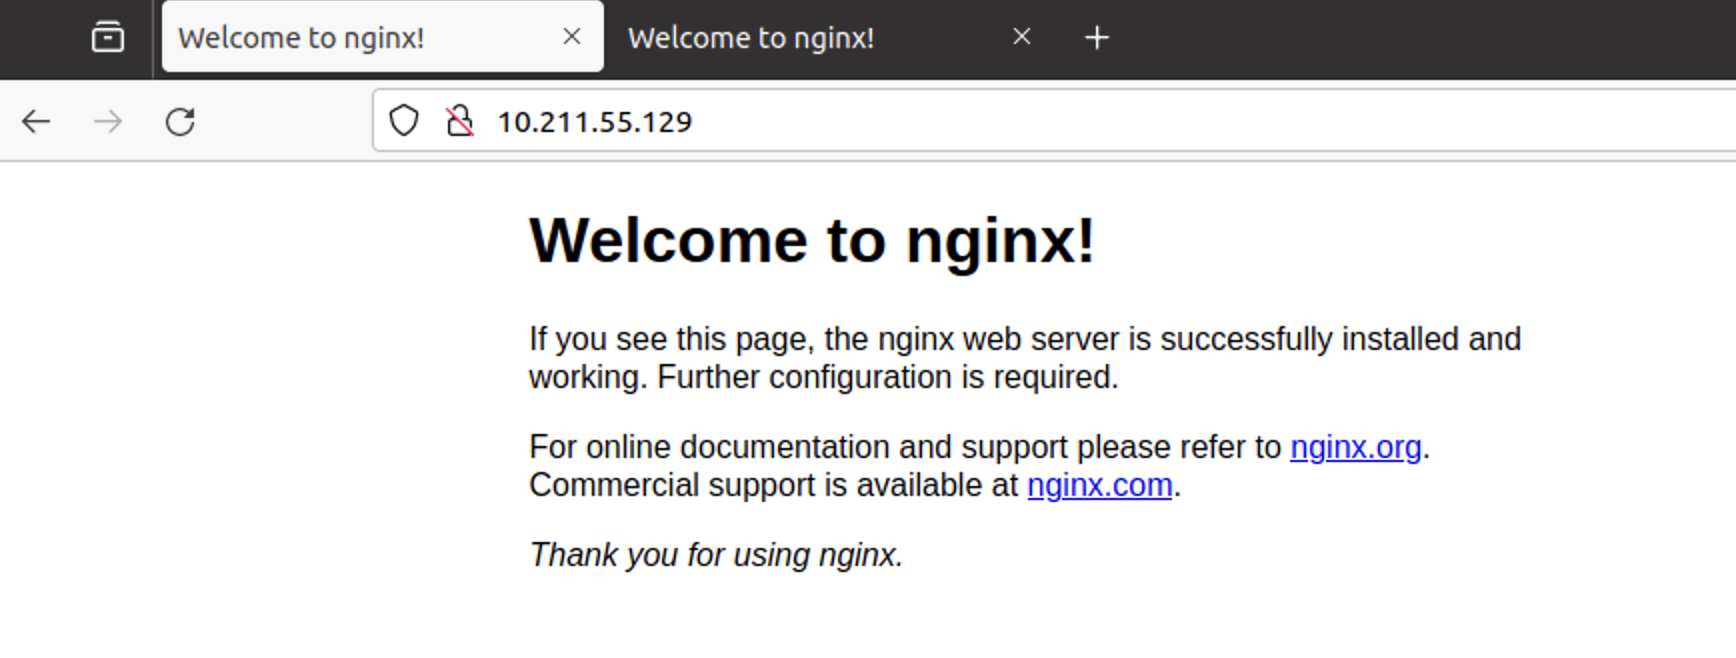 Welcome to nginx!
Welcome to nginx!
10.211.55.129
Welcome to nginx!
If you see this page, the nginx web server is successfully installed and
working. Further configuration is required.
For online documentation and support please refer to nginx.org.
Commercial support is available at nginx.com.
Thank you for using nginx.